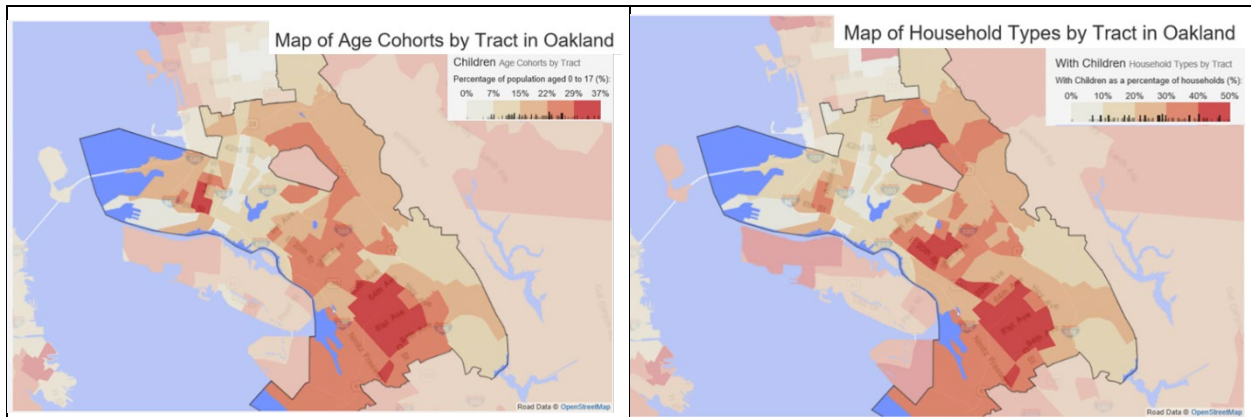 Map of Age Cohorts by Tract in Oakland
Children Age Cohorts by Tract
Percentage of population aged 0 to 17 (%):
0% 7% 15% 22% 29% 37%
Road Data © OpenStreetMap
Map of Household Types by Tract in Oakland
With Children Household Types by Tract
With Children as a percentage of households (%):
0% 10% 20% 30% 40% 50%
Road Data © OpenStreetMap